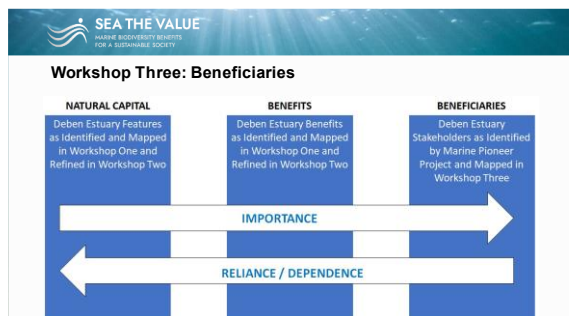 SEA THE VALUE
MARINE BIODIVERSITY BENEFITS
FOR A SUSTAINABLE SOCIETY
Workshop Three: Beneficiaries
NATURAL CAPITAL
Deben Estuary Features
as Identified and Mapped
in Workshop One and
Refined in Workshop Two
BENEFITS
Deben Estuary Benefits
as Identified and Mapped
in Workshop One and
Refined in Workshop Two
BENEFICIARIES
Deben Estuary
Stakeholders as Identified
by Marine Pioneer
Project and Mapped in
Workshop Three
IMPORTANCE
RELIANCE / DEPENDENCE